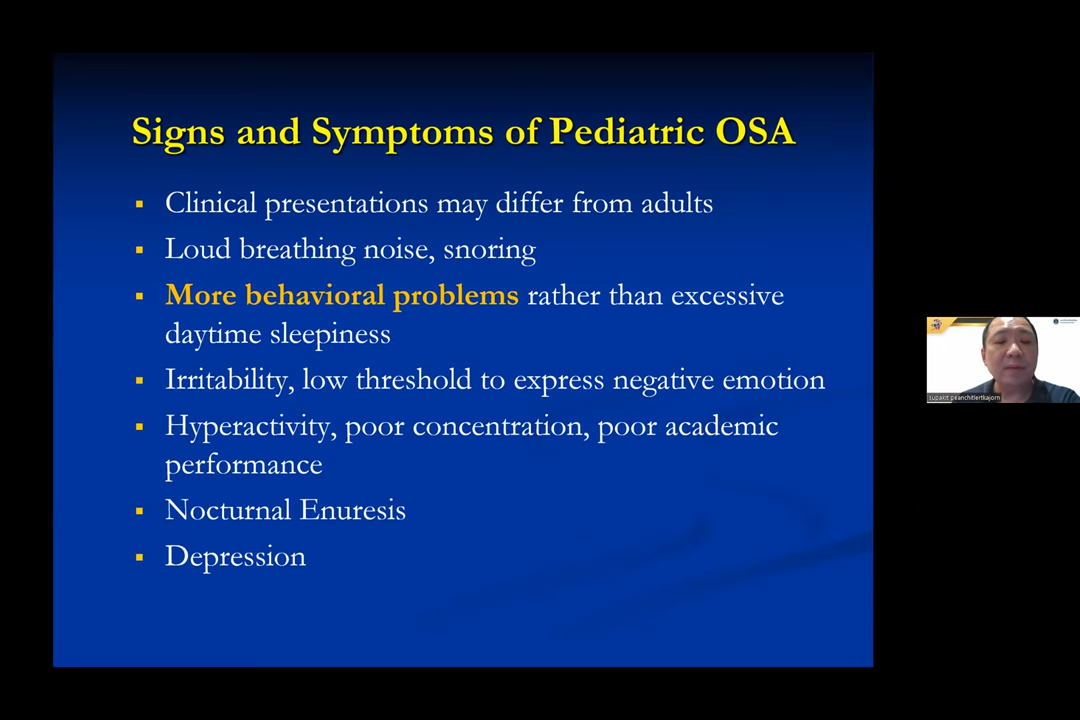 Signs and Symptoms of Pediatric OSA
▪ Clinical presentations may differ from adults
▪ Loud breathing noise, snoring
▪ More behavioral problems rather than excessive
daytime sleepiness
▪ Irritability, low threshold to express negative emotion
▪ Hyperactivity, poor concentration, poor academic
performance
▪ Nocturnal Enuresis
▪ Depression
supakit peanchitlertkajorn